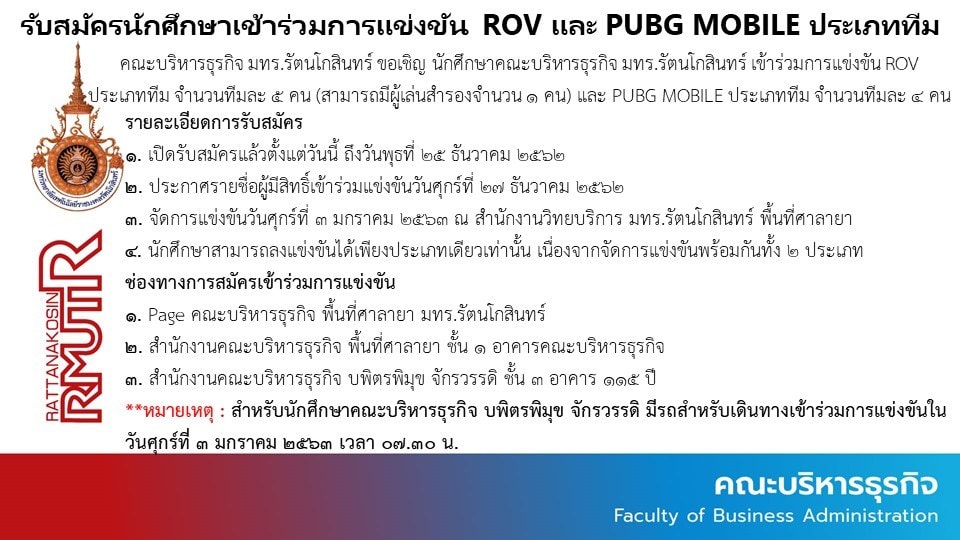 รับสมัครนักศึกษาเข้าร่วมการแข่งขัน ROV และ PUBG MOBILE ประเภททีม
คณะบริหารธุรกิจ มทร.รัตนโกสินทร์ ขอเชิญ นักศึกษาคณะบริหารธุรกิจ มทร.รัตนโกสินทร์ เข้าร่วมการแข่งขัน ROV
ประเภททีม จำนวนทีมละ ๕ คน (สามารถมีผู้เล่นสำรองจำนวน ๑ คน) และ PUBG MOBILE ประเภททีม จำนวนทีมละ ๔ คน
รายละเอียดการรับสมัคร
๑. เปิดรับสมัครแล้วตั้งแต่วันนี้ ถึงวันพุธที่ ๒๕ ธันวาคม ๒๕๖๒
๒. ประกาศรายชื่อผู้มีสิทธิ์เข้าร่วมแข่งขันวันศุกร์ที่ ๒๗ ธันวาคม ๒๕๖๒
๓. จัดการแข่งขันวันศุกร์ที่ ๓ มกราคม ๒๕๖๓ ณ สำนักงานวิทยบริการ มทร.รัตนโกสินทร์ พื้นที่ศาลายา
๔. นักศึกษาสามารถลงแข่งขันได้เพียงประเภทเดียวเท่านั้น เนื่องจากจัดการแข่งขันพร้อมกันทั้ง ๒ ประเภท
ช่องทางการสมัครเข้าร่วมการแข่งขัน
๑. Page คณะบริหารธุรกิจ พื้นที่ศาลายา มทร.รัตนโกสินทร์
๒. สำนักงานคณะบริหารธุรกิจ พื้นที่ศาลายา ชั้น ๑ อาคารคณะบริหารธุรกิจ
๓. สำนักงานคณะบริหารธุรกิจ บพิตรพิมุข จักรวรรดิ ชั้น ๓ อาคาร ๑๑๕ ปี
**หมายเหตุ : สำหรับนักศึกษาคณะบริหารธุรกิจ บพิตรพิมุข จักรวรรดิ มีรถสำหรับเดินทางเข้าร่วมการแข่งขันใน
วันศุกร์ที่ ๓ มกราคม ๒๕๖๓ เวลา ๐๗.๓๐ น.
RATTANAKOSIN
RMUTR
คณะบริหารธุรกิจ
Faculty of Business Administration